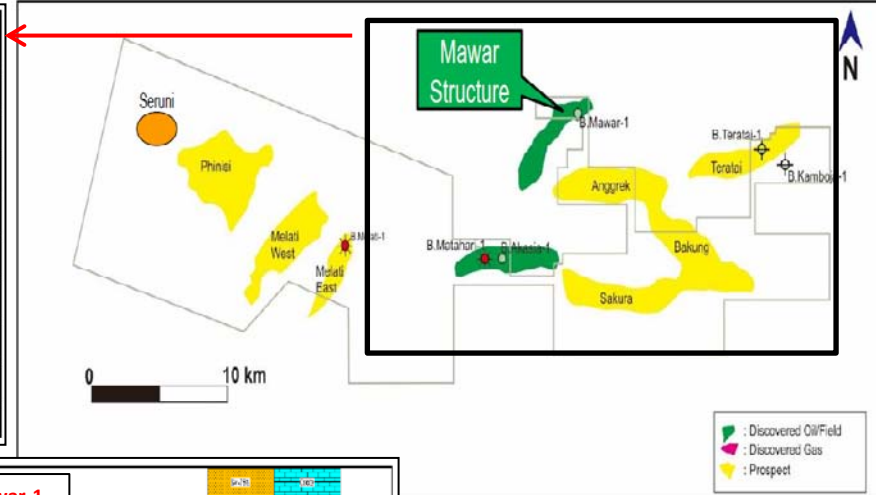 Mawar
Structure
N
Seruni
Phinisi
Melati
West
Melati
East
B.Mawar-1
B.Teratai-1
Teratai
B.Kamboja-1
Anggrek
Bakung
Sakura
B.Matahari-1
B.Akasia-1
0
10 km
: Discovered Oil/Field
: Discovered Gas
: Prospect